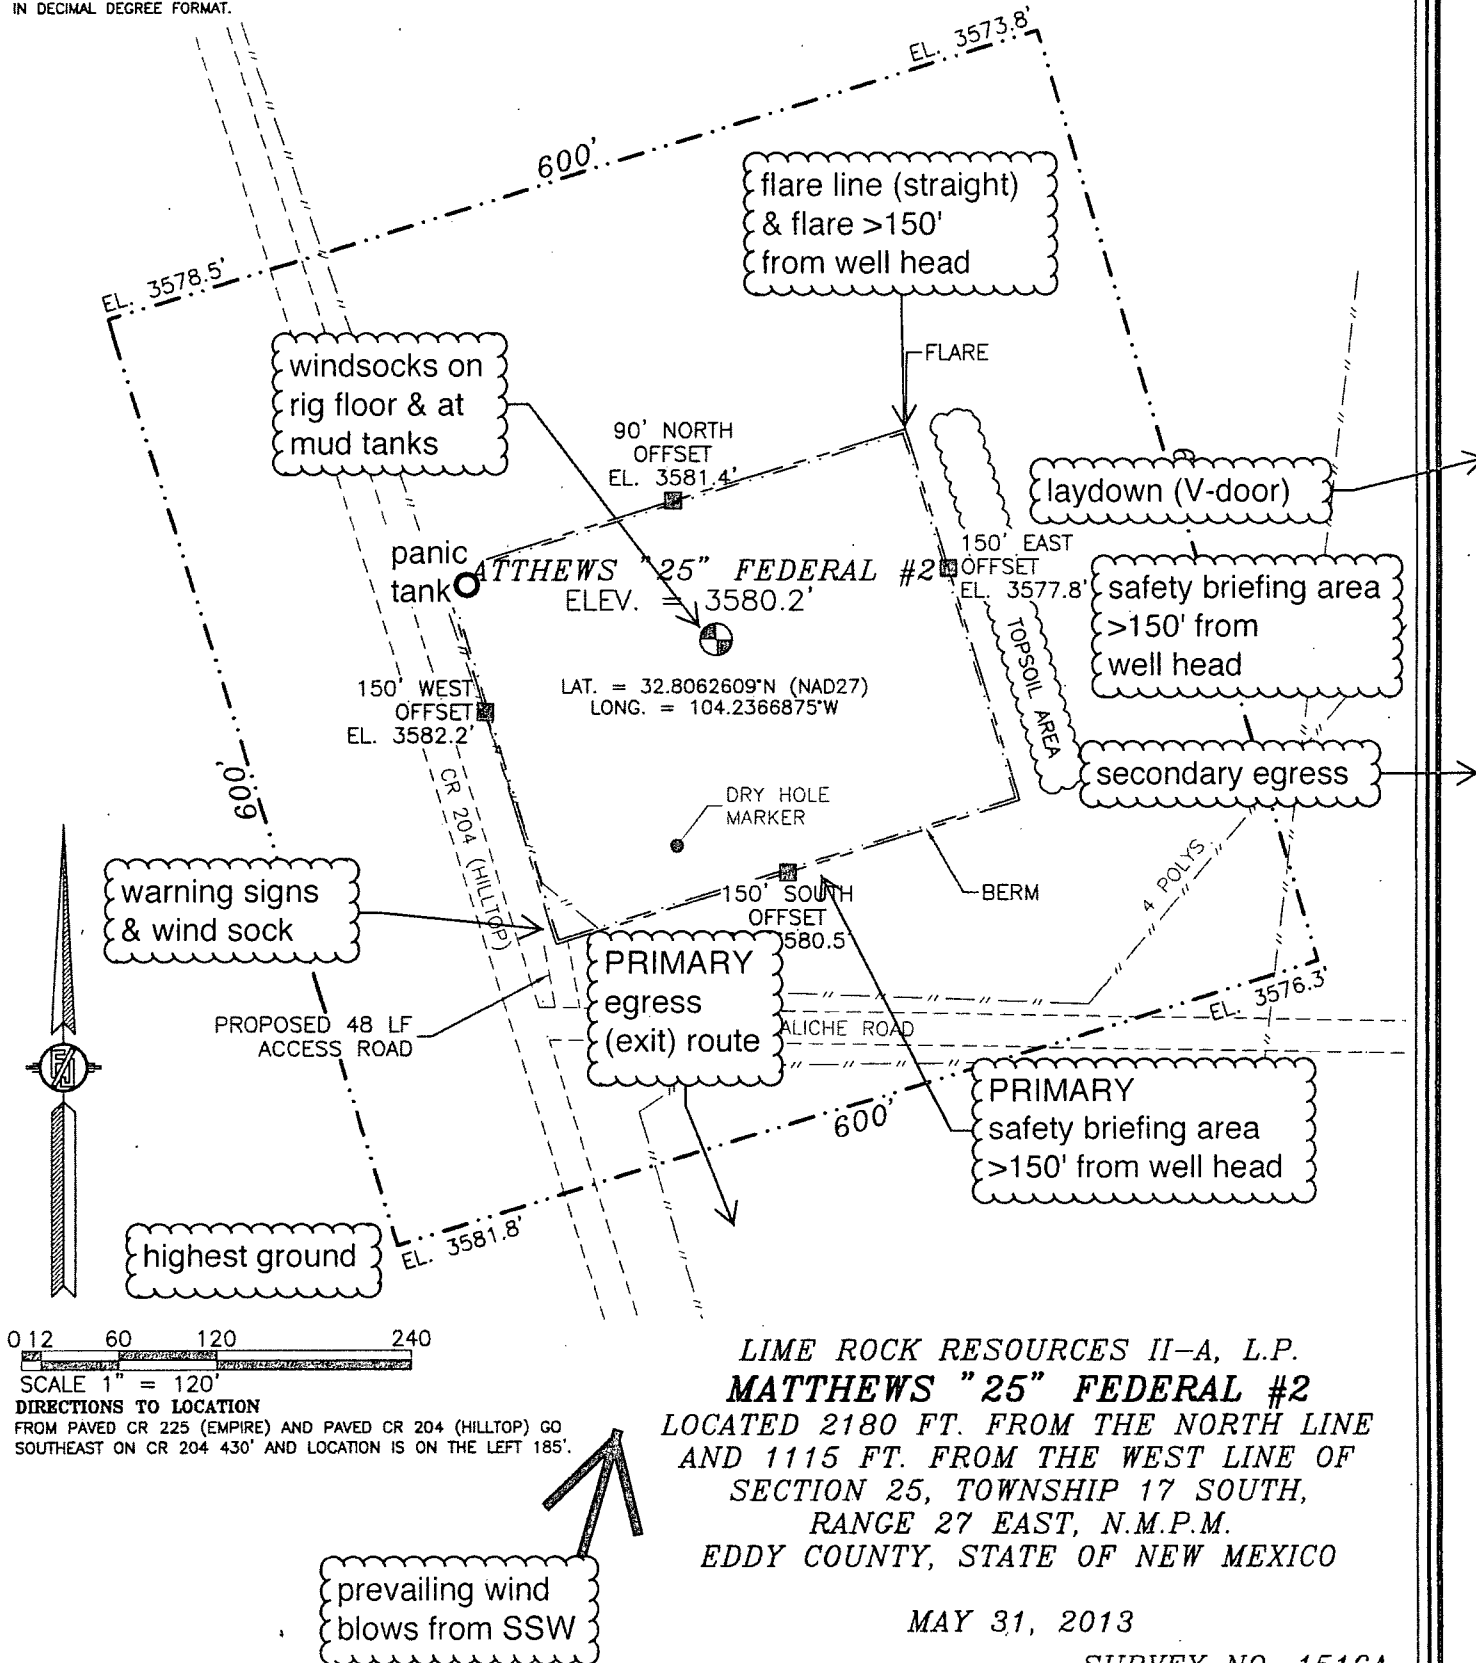 IN DECIMAL DEGREE FORMAT.
EL. 3573.8'
600'
flare line (straight)
& flare >150'
from well head
EL. 3578.5'
windsocks on
rig floor & at
mud tanks
FLARE
90' NORTH
OFFSET
EL. 3581.4'
laydown (V-door)
panic
tank
ATTHEWS "25" FEDERAL #2
ELEV. = 3580.2'
150' EAST
OFFSET
EL. 3577.8'
safety briefing area
>150' from
well head
TOPSOIL AREA
LAT. = 32.8062609°N (NAD27)
LONG. = 104.2366875°W
150' WEST
OFFSET
EL. 3582.2'
secondary egress
600'
CR 204 (HILLTOP)
DRY HOLE
MARKER
4 POLYS
warning signs
& wind sock
150' SOUTH
OFFSET
3580.5'
BERM
PRIMARY
egress
(exit) route
EL. 3576.3'
PROPOSED 48 LF
ACCESS ROAD
ALICHE ROAD
PRIMARY
safety briefing area
>150' from well head
600'
highest ground
EL. 3581.8'
0 12 60 120 240
SCALE 1" = 120'
DIRECTIONS TO LOCATION
FROM PAVED CR 225 (EMPIRE) AND PAVED CR 204 (HILLTOP) GO
SOUTHEAST ON CR 204 430' AND LOCATION IS ON THE LEFT 185'.
LIME ROCK RESOURCES II-A, L.P.
MATTHEWS "25" FEDERAL #2
LOCATED 2180 FT. FROM THE NORTH LINE
AND 1115 FT. FROM THE WEST LINE OF
SECTION 25, TOWNSHIP 17 SOUTH,
RANGE 27 EAST, N.M.P.M.
EDDY COUNTY, STATE OF NEW MEXICO
prevailing wind
blows from SSW
MAY 31, 2013
SURVEY NO. 1516A